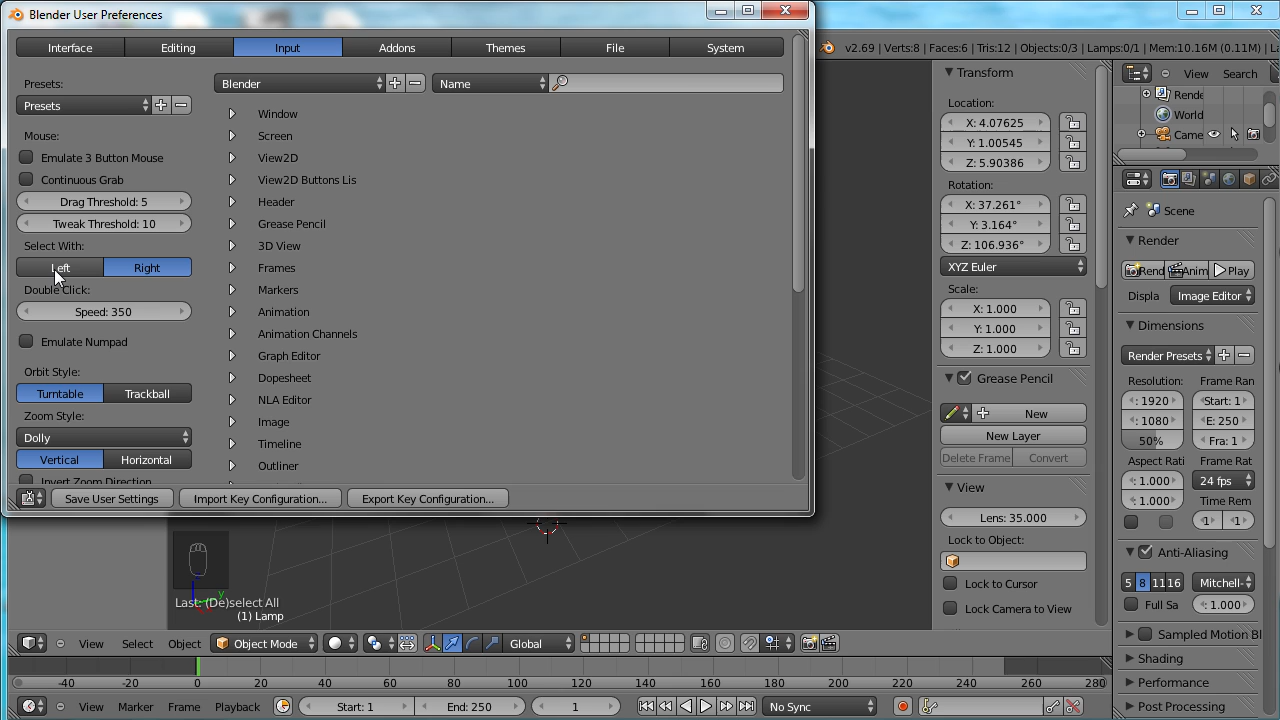 Blender User Preferences
Interface
Editing
Input
Addons
Themes
File
System
Presets:
Presets
Mouse:
Emulate 3 Button Mouse
Continuous Grab
Drag Threshold: 5
Tweak Threshold: 10
Select With:
Left
Right
Double Click:
Speed: 350
Emulate Numpad
Orbit Style:
Turntable
Trackball
Zoom Style:
Dolly
Vertical
Horizontal
Invert Zoom Direction
Blender
Name
Window
Screen
View2D
View2D Buttons Lis
Header
Grease Pencil
3D View
Frames
Markers
Animation
Animation Channels
Graph Editor
Dopesheet
NLA Editor
Image
Timeline
Outliner
Save User Settings
Import Key Configuration...
Export Key Configuration...
v2.69 | Verts:8 | Faces:6 | Tris:12 | Objects:0/3 | Lamps:0/1 | Mem:10.16M (0.11M) | L
Transform
Location:
X: 4.07625
Y: 1.00545
Z: 5.90386
Rotation:
X: 37.261°
Y: 3.164°
Z: 106.936°
XYZ Euler
Scale:
X: 1.000
Y: 1.000
Z: 1.000
Grease Pencil
New
New Layer
Delete Frame
Convert
View
Lens: 35.000
Lock to Object:
Lock to Cursor
Lock Camera to View
View
Search
Rende
World
Came
Scene
Render
Rend
Anim
Play
Displa
Image Editor
Dimensions
Render Presets
Resolution:
Frame Ran
: 1920
Start: 1
: 1080
E: 250
50%
Fra: 1
Aspect Rati
Frame Rat
: 1.000
24 fps
: 1.000
Time Rem
: 1
: 1
Anti-Aliasing
5
8
11
16
Mitchell-
Full Sa
: 1.000
Sampled Motion Bl
Shading
Performance
Post Processing
y
Last: (De)select All
(1) Lamp
View
Select
Object
Object Mode
Global
-40
-20
0
20
40
60
80
100
120
140
160
180
200
220
240
260
280
View
Marker
Frame
Playback
Start: 1
End: 250
1
No Sync